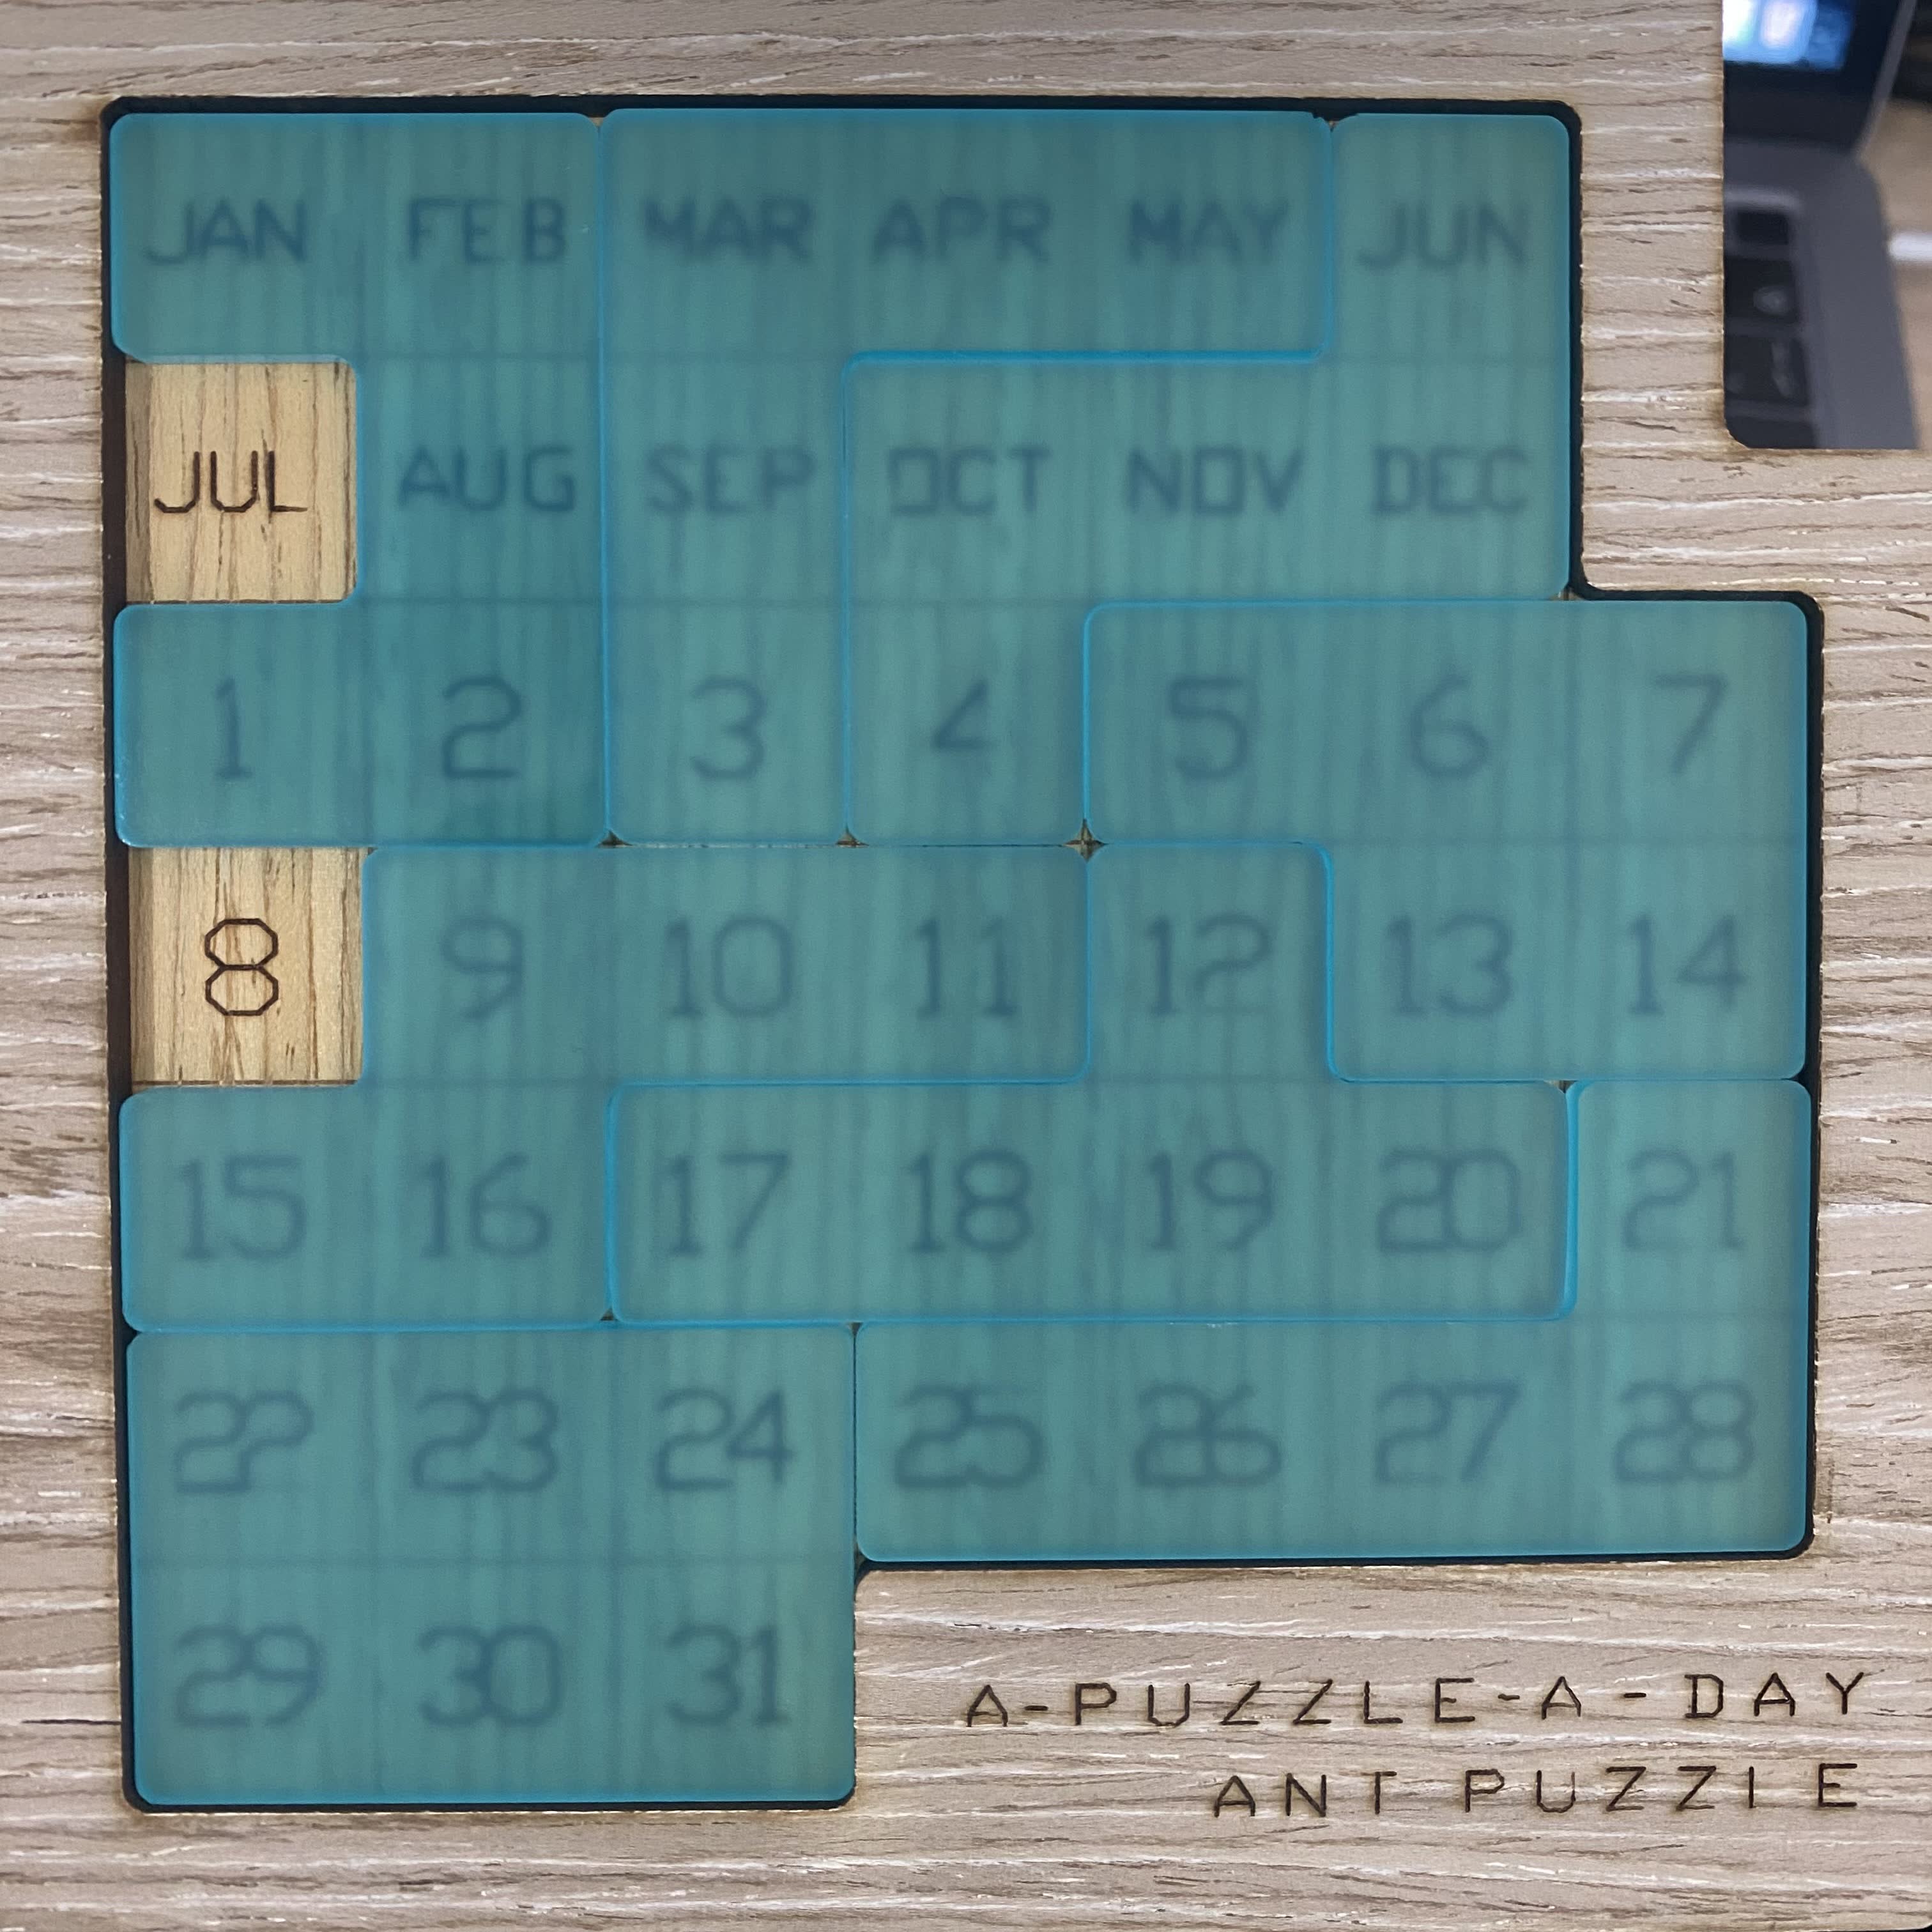 JAN FEB MAR APR MAY JUN
JUL AUG SEP OCT NOV DEC
1 2 3 4 5 6 7
8 9 10 11 12 13 14
15 16 17 18 19 20 21
22 23 24 25 26 27 28
29 30 31
A-PUZZLE-A-DAY
ANT PUZZLE